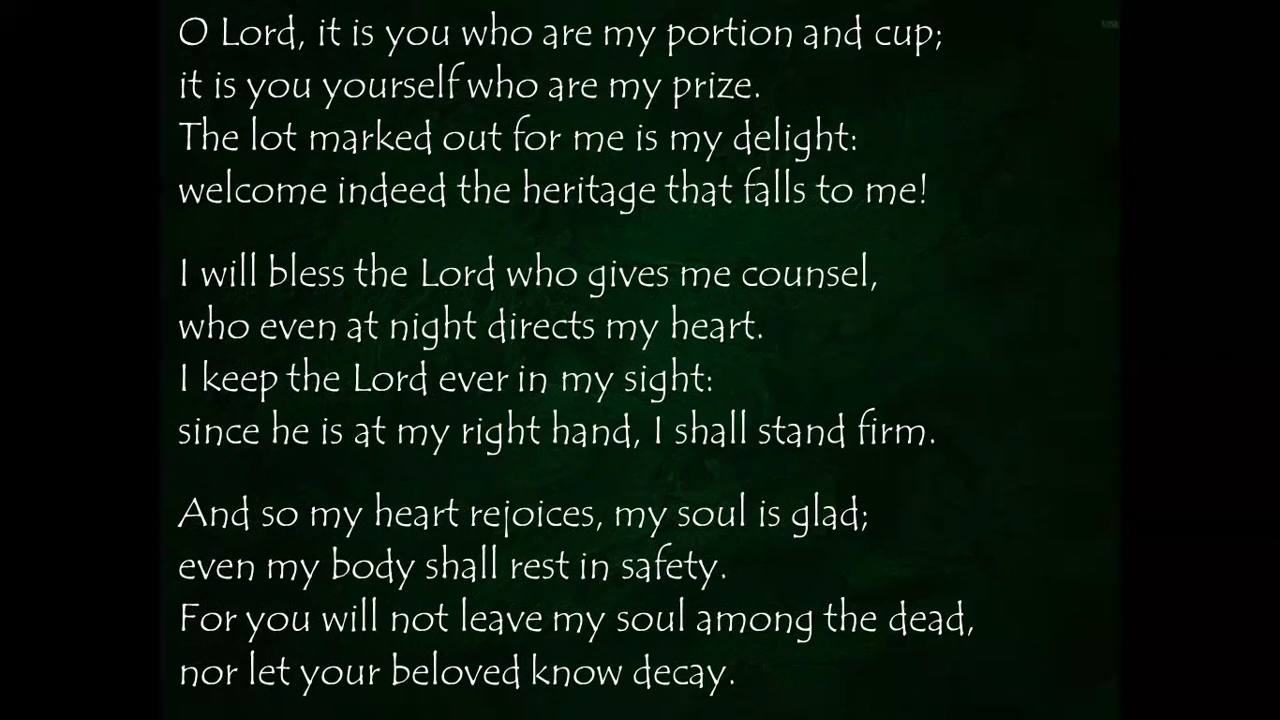 O Lord, it is you who are my portion and cup;
it is you yourself who are my prize.
The lot marked out for me is my delight:
welcome indeed the heritage that falls to me!
I will bless the Lord who gives me counsel,
who even at night directs my heart.
I keep the Lord ever in my sight:
since he is at my right hand, I shall stand firm.
And so my heart rejoices, my soul is glad;
even my body shall rest in safety.
For you will not leave my soul among the dead,
nor let your beloved know decay.